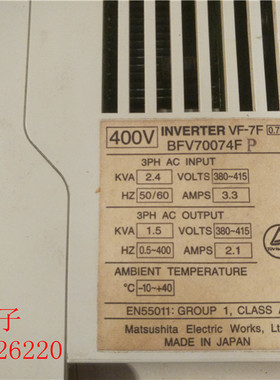 400V INVERTER VF-7F 0.7
BFV70074F P
3PH AC INPUT
KVA 2.4 VOLTS 380-415
HZ 50/60 AMPS 3.3
3PH AC OUTPUT
KVA 1.5 VOLTS 380-415
HZ 0.5-400 AMPS 2.1
AMBIENT TEMPERATURE
°C -10~+40
EN55011: GROUP 1, CLASS A
Matsushita Electric Works, Lt
MADE IN JAPAN
子
26220